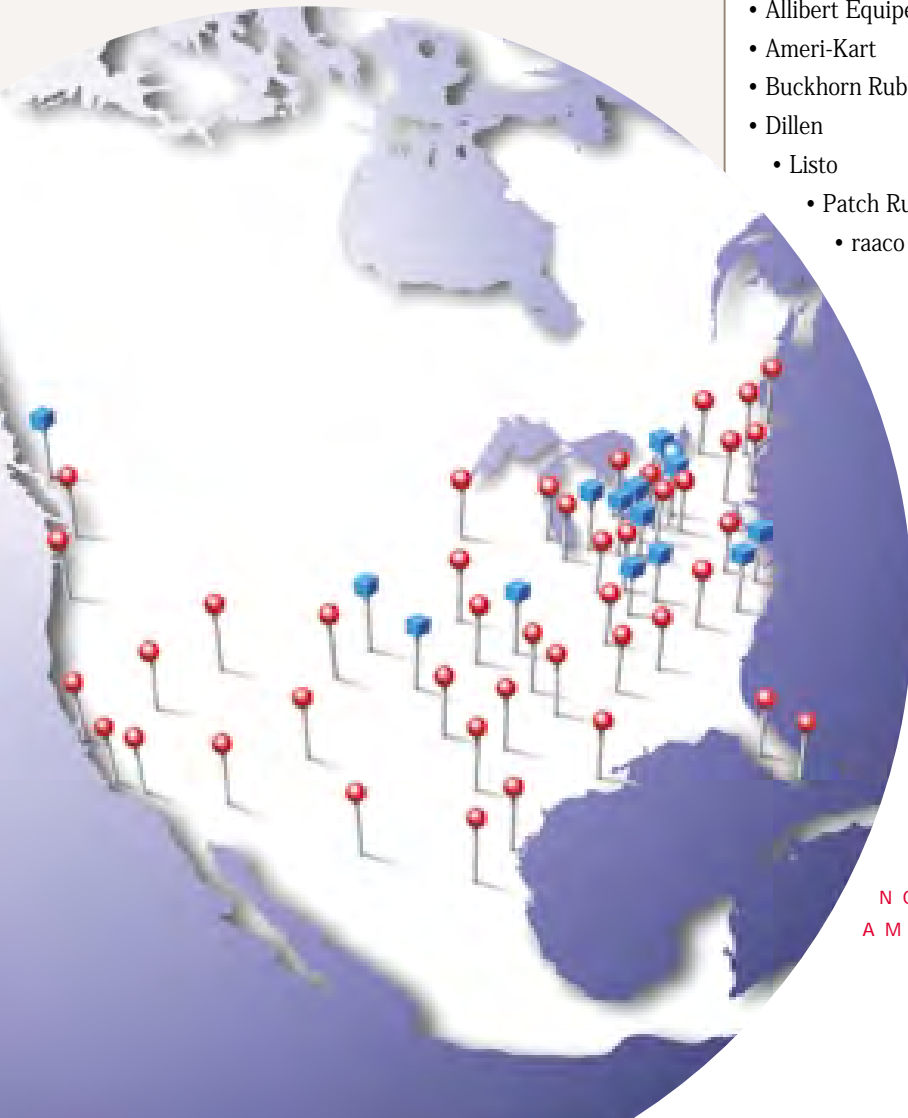 • Allibert Equipe
• Ameri-Kart
• Buckhorn Rub
• Dillen
• Listo
• Patch Ru
• raaco
N
A M